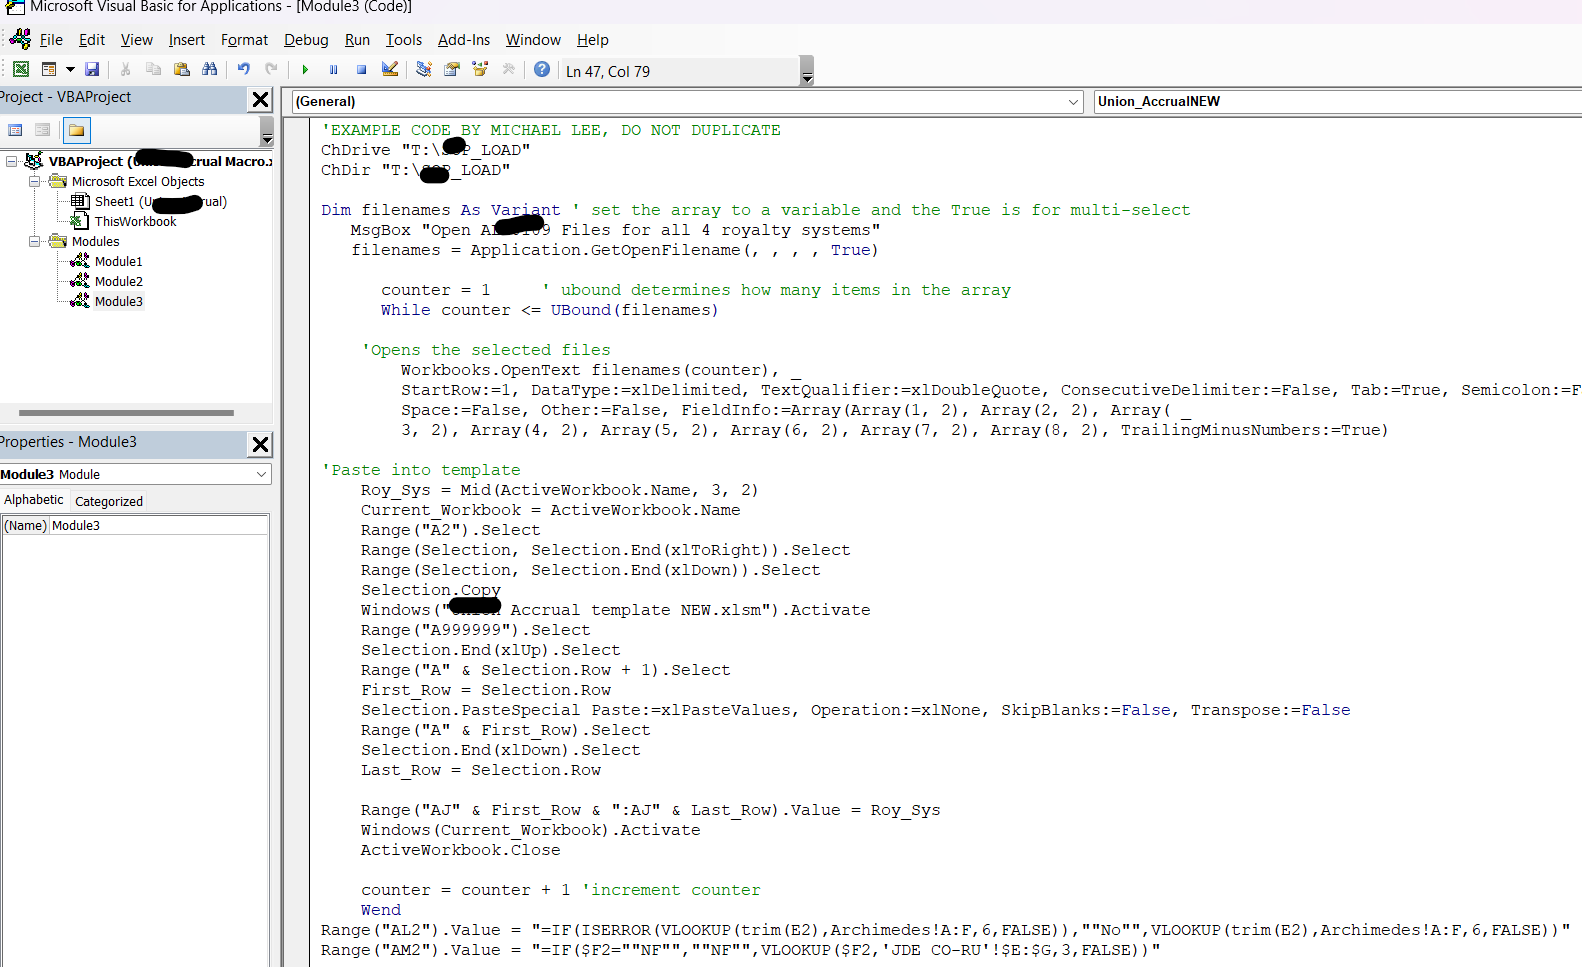 Microsoft Visual Basic for Applications - [Module3 (Code)]
File Edit View Insert Format Debug Run Tools Add-Ins Window Help
Ln 47, Col 79
Project - VBAProject
(General)
Union_AccrualNEW
VBAProject ( crual Macro.x
Microsoft Excel Objects
Sheet1 (U rual)
ThisWorkbook
Modules
Module1
Module2
Module3
Properties - Module3
Module3 Module
Alphabetic Categorized
(Name) Module3
'EXAMPLE CODE BY MICHAEL LEE, DO NOT DUPLICATE
ChDrive "T:\ _LOAD"
ChDir "T:\ _LOAD"
Dim filenames As Variant ' set the array to a variable and the True is for multi-select
MsgBox "Open Files for all 4 royalty systems"
filenames = Application.GetOpenFilename(, , , , True)
counter = 1 ' ubound determines how many items in the array
While counter <= UBound(filenames)
'Opens the selected files
Workbooks.OpenText filenames(counter), _
StartRow:=1, DataType:=xlDelimited, TextQualifier:=xlDoubleQuote, ConsecutiveDelimiter:=False, Tab:=True, Semicolon:=F
Space:=False, Other:=False, FieldInfo:=Array(Array(1, 2), Array(2, 2), Array( _
3, 2), Array(4, 2), Array(5, 2), Array(6, 2), Array(7, 2), Array(8, 2), TrailingMinusNumbers:=True)
'Paste into template
Roy_Sys = Mid(ActiveWorkbook.Name, 3, 2)
Current_Workbook = ActiveWorkbook.Name
Range("A2").Select
Range(Selection, Selection.End(xlToRight)).Select
Range(Selection, Selection.End(xlDown)).Select
Selection.Copy
Windows(" Accrual template NEW.xlsm").Activate
Range("A999999").Select
Selection.End(xlUp).Select
Range("A" & Selection.Row + 1).Select
First_Row = Selection.Row
Selection.PasteSpecial Paste:=xlPasteValues, Operation:=xlNone, SkipBlanks:=False, Transpose:=False
Range("A" & First_Row).Select
Selection.End(xlDown).Select
Last_Row = Selection.Row
Range("AJ" & First_Row & ":AJ" & Last_Row).Value = Roy_Sys
Windows(Current_Workbook).Activate
ActiveWorkbook.Close
counter = counter + 1 'increment counter
Wend
Range("AL2").Value = "=IF(ISERROR(VLOOKUP(trim(E2),Archimedes!A:F,6,FALSE)),""No"",VLOOKUP(trim(E2),Archimedes!A:F,6,FALSE))"
Range("AM2").Value = "=IF($F2=""NF"",""NF"",VLOOKUP($F2,'JDE CO-RU'!$E:$G,3,FALSE))"